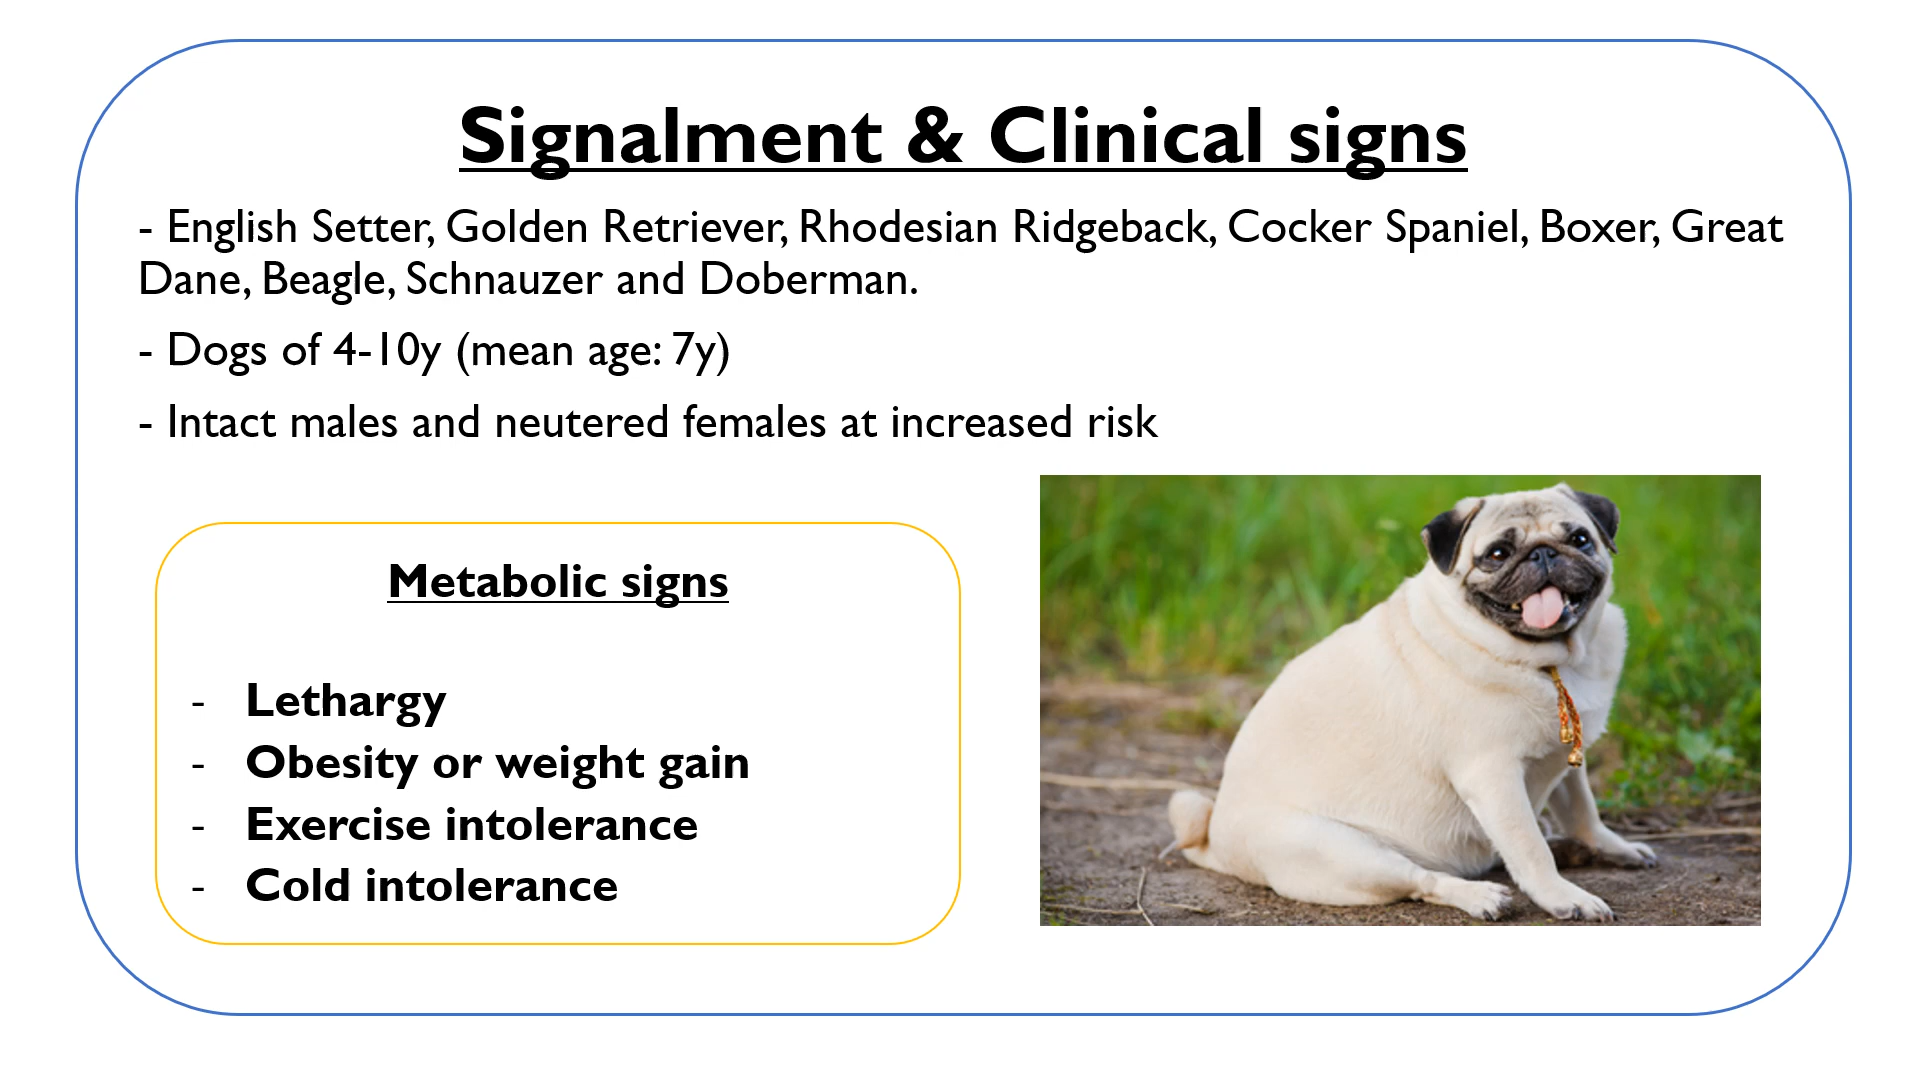 Signalment & Clinical signs
- English Setter, Golden Retriever, Rhodesian Ridgeback, Cocker Spaniel, Boxer, Great
Dane, Beagle, Schnauzer and Doberman.
- Dogs of 4-10y (mean age: 7y)
- Intact males and neutered females at increased risk
Metabolic signs
- Lethargy
- Obesity or weight gain
- Exercise intolerance
- Cold intolerance